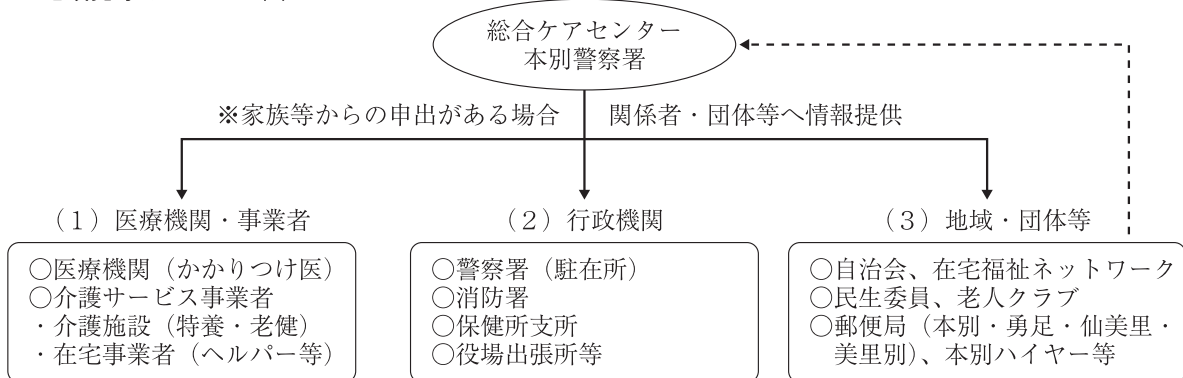 総合ケアセンター
本別警察署
※家族等からの申出がある場合
関係者・団体等へ情報提供
（１）医療機関・事業者
○医療機関（かかりつけ医）
○介護サービス事業者
・介護施設（特養・老健）
・在宅事業者（ヘルパー等）
（２）行政機関
○警察署（駐在所）
○消防署
○保健所支所
○役場出張所等
（３）地域・団体等
○自治会、在宅福祉ネットワーク
○民生委員、老人クラブ
○郵便局（本別・勇足・仙美里・
美里別）、本別ハイヤー等